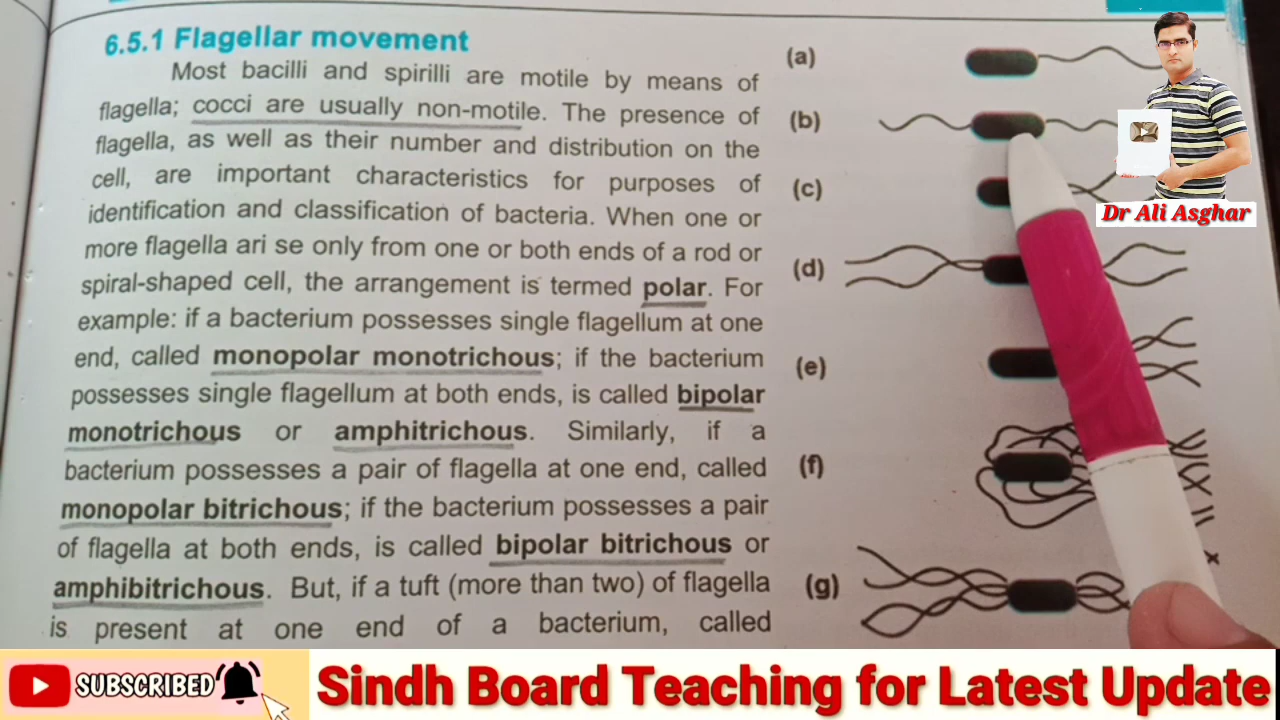 6.5.1 Flagellar movement
Most bacilli and spirilli are motile by means of
flagella; cocci are usually non-motile. The presence of
flagella, as well as their number and distribution on the
cell, are important characteristics for purposes of
identification and classification of bacteria. When one or
more flagella ari se only from one or both ends of a rod or
spiral-shaped cell, the arrangement is termed polar. For
example: if a bacterium possesses single flagellum at one
end, called monopolar monotrichous; if the bacterium
possesses single flagellum at both ends, is called bipolar
monotrichous or amphitrichous. Similarly, if a
bacterium possesses a pair of flagella at one end, called
monopolar bitrichous; if the bacterium possesses a pair
of flagella at both ends, is called bipolar bitrichous or
amphibitrichous. But, if a tuft (more than two) of flagella
is present at one end of a bacterium, called
(a)
(b)
(c)
(d)
(e)
(f)
(g)
Dr Ali Asghar
SUBSCRIBED
Sindh Board Teaching for Latest Update